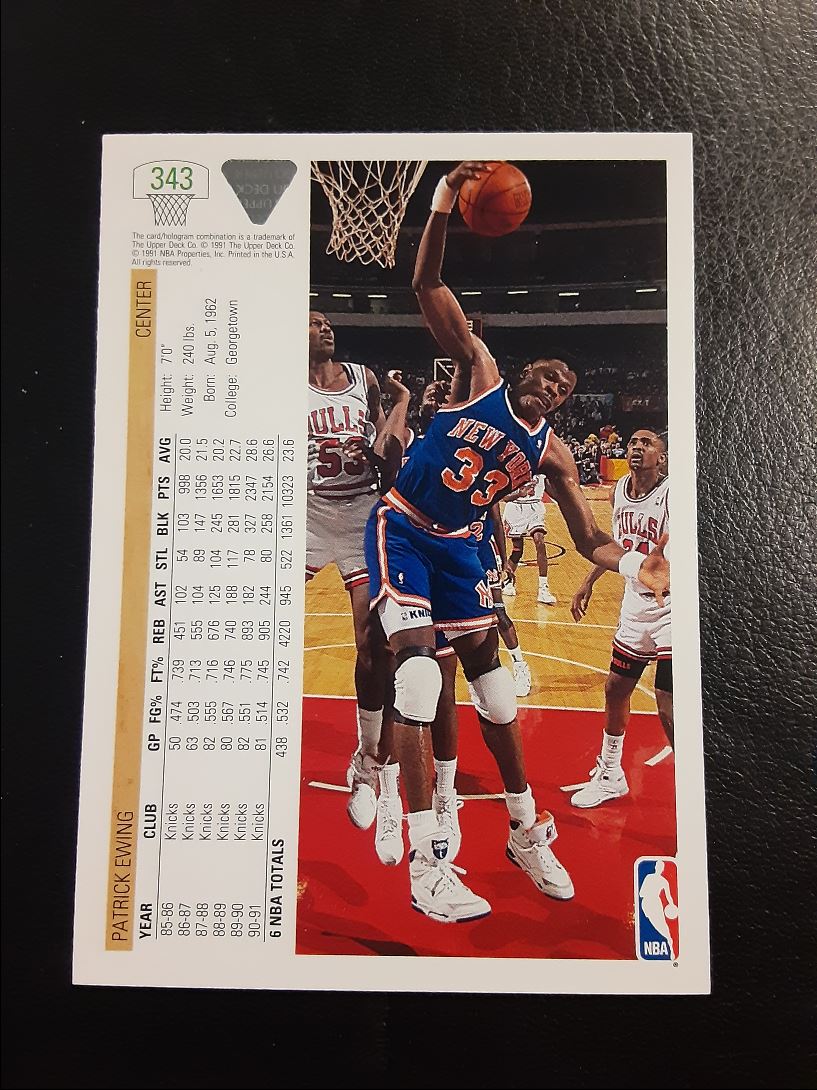 343
The card/hologram combination is a trademark of
The Upper Deck Co. © 1991 The Upper Deck Co.
© 1991 NBA Properties, Inc. Printed in the U.S.A.
All rights reserved.
PATRICK EWING CENTER
Height: 7'0"
Weight: 240 lbs.
Born: Aug. 5, 1962
College: Georgetown
YEAR CLUB GP FG% FT% REB AST STL BLK PTS AVG
85-86 Knicks 50 .474 .739 451 102 54 103 998 20.0
86-87 Knicks 63 .503 .713 555 104 89 147 1356 21.5
87-88 Knicks 82 .555 .716 676 125 104 245 1653 20.2
88-89 Knicks 80 .567 .746 740 188 117 281 1815 22.7
89-90 Knicks 82 .551 .775 893 182 78 327 2347 28.6
90-91 Knicks 81 .514 .745 905 244 80 258 2154 26.6
6 NBA TOTALS 438 .532 .742 4220 945 522 1361 10323 23.6
BULLS
53
NEW YORK
33
KNI
BULLS
BULLS
NBA
®